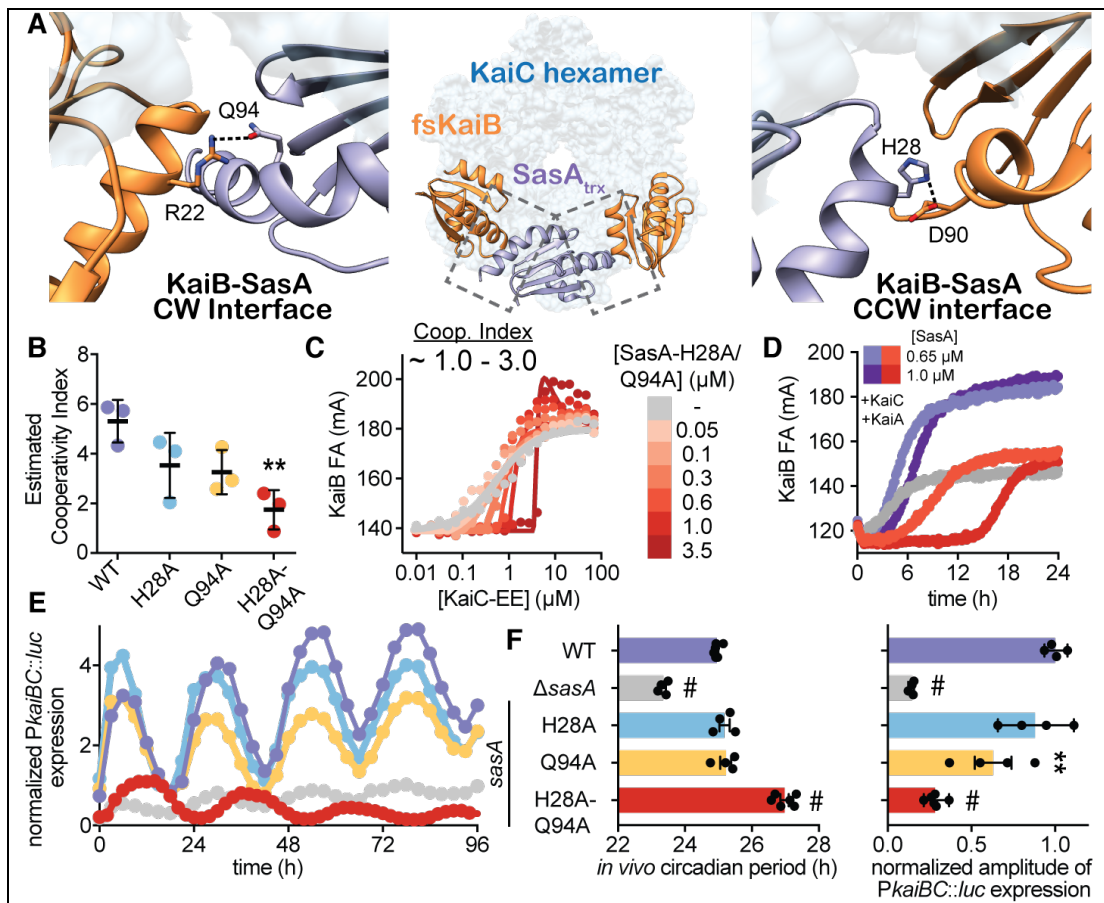 A
Q94
R22
KaiB-SasA
CW Interface
KaiC hexamer
fsKaiB
SasAtrx
H28
D90
KaiB-SasA
CCW interface
B
Estimated
Cooperativity Index
8
6
4
2
0
**
WT
H28A
Q94A
H28A-
Q94A
C
Coop. Index
~ 1.0 - 3.0
KaiB FA (mA)
200
180
160
140
0.01
0.1
1
10
100
[KaiC-EE] (µM)
[SasA-H28A/
Q94A] (µM)
-
0.05
0.1
0.3
0.6
1.0
3.5
D
[SasA]
0.65 µM
1.0 µM
+KaiC
+KaiA
KaiB FA (mA)
200
180
160
140
120
0
6
12
18
24
time (h)
E
normalized PkaiBC::luc
expression
4
2
0
0
24
48
72
96
time (h)
sasA
F
WT
ΔsasA
H28A
Q94A
H28A-
Q94A
#
#
22
24
26
28
in vivo circadian period (h)
#
**
#
0.0
0.5
1.0
normalized amplitude of
PkaiBC::luc expression